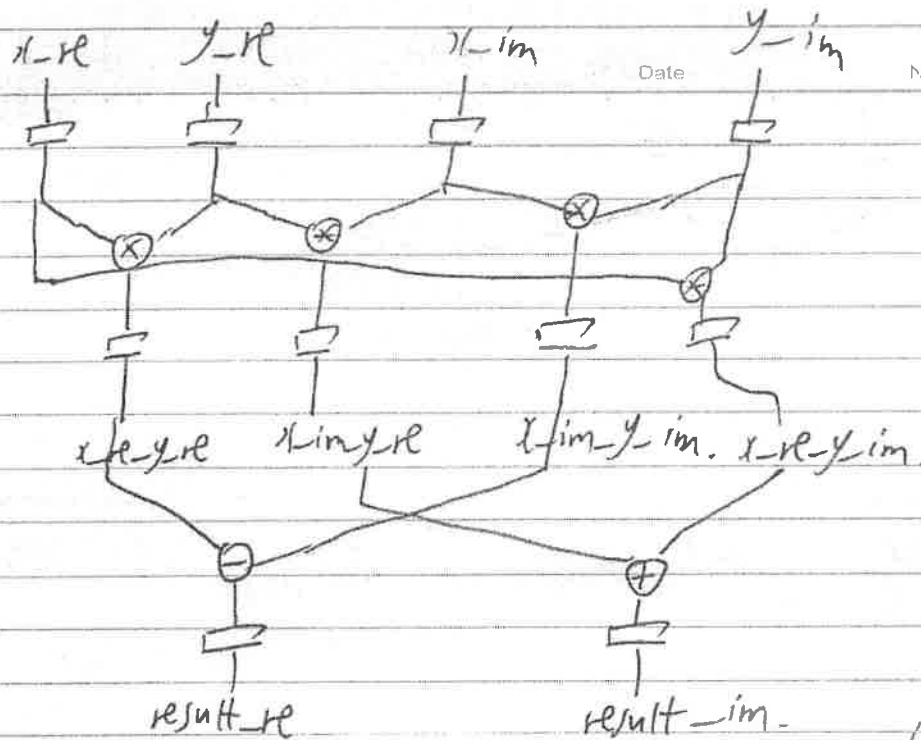 x_re y_re x_im y_im
Date N
× × ×
×
x_re_y_re x_im_y_re x_im_y_im. x_re_y_im.
− +
result_re result_im.